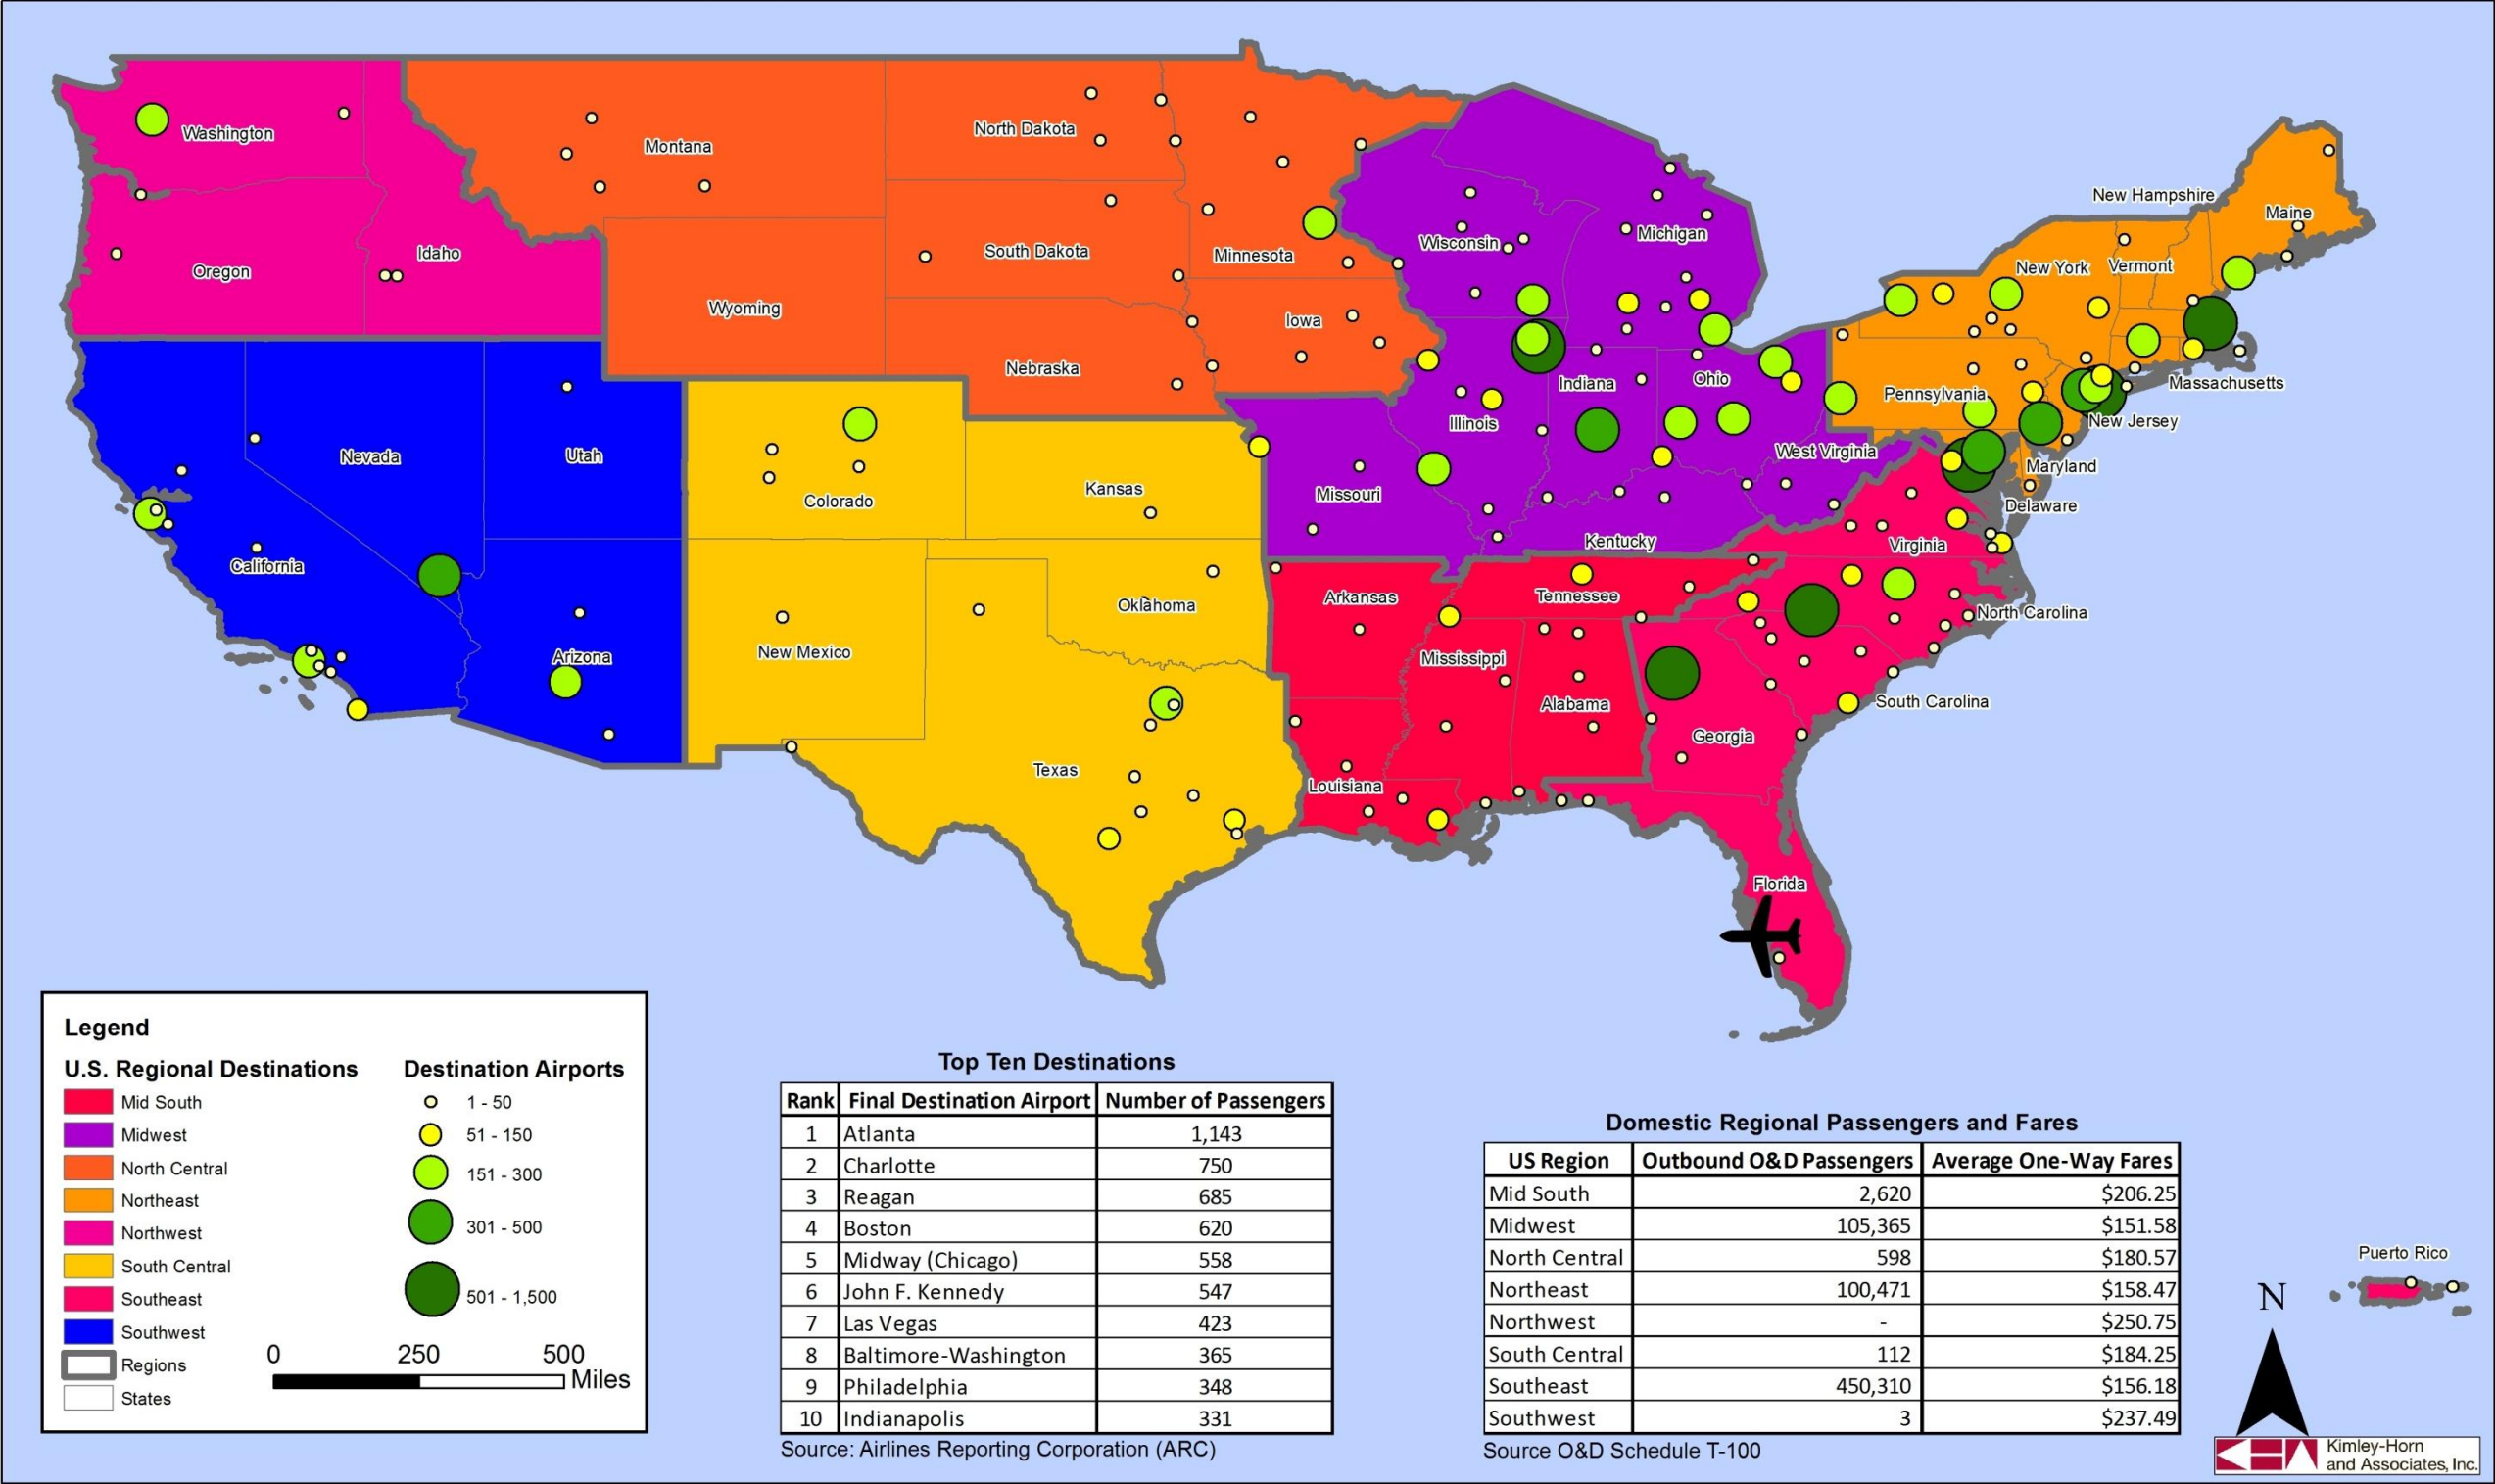 Washington
Montana
North Dakota
Minnesota
Oregon
Idaho
Wyoming
South Dakota
Iowa
Nebraska
Wisconsin
Michigan
New Hampshire
Maine
New York
Vermont
Massachusetts
Pennsylvania
New Jersey
Maryland
Delaware
Indiana
Ohio
Illinois
West Virginia
Missouri
Kentucky
Virginia
Nevada
Utah
California
Arizona
Colorado
Kansas
New Mexico
Oklahoma
Texas
Arkansas
Tennessee
North Carolina
Mississippi
Alabama
South Carolina
Georgia
Louisiana
Florida
Puerto Rico
N
Legend
U.S. Regional Destinations
Mid South
Midwest
North Central
Northeast
Northwest
South Central
Southeast
Southwest
Regions
States
Destination Airports
1 - 50
51 - 150
151 - 300
301 - 500
501 - 1,500
0 250 500
Miles
Top Ten Destinations
Rank Final Destination Airport Number of Passengers
1 Atlanta 1,143
2 Charlotte 750
3 Reagan 685
4 Boston 620
5 Midway (Chicago) 558
6 John F. Kennedy 547
7 Las Vegas 423
8 Baltimore-Washington 365
9 Philadelphia 348
10 Indianapolis 331
Source: Airlines Reporting Corporation (ARC)
Domestic Regional Passengers and Fares
US Region Outbound O&D Passengers Average One-Way Fares
Mid South 2,620 $206.25
Midwest 105,365 $151.58
North Central 598 $180.57
Northeast 100,471 $158.47
Northwest - $250.75
South Central 112 $184.25
Southeast 450,310 $156.18
Southwest 3 $237.49
Source O&D Schedule T-100
Kimley-Horn
and Associates, Inc.